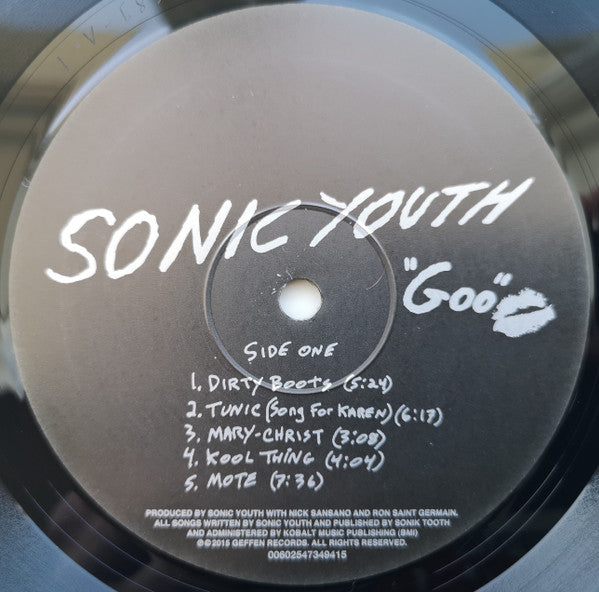 SONIC YOUTH
"Goo"
SIDE ONE
1. DIRTY BOOTS (5:24)
2. TUNIC (SONG FOR KAREN) (6:17)
3. MARY-CHRIST (3:08)
4. KOOL THING (4:04)
5. MOTE (7:36)
PRODUCED BY SONIC YOUTH WITH NICK SANSANO AND RON SAINT GERMAIN.
ALL SONGS WRITTEN BY SONIC YOUTH AND PUBLISHED BY SONIK TOOTH
AND ADMINISTERED BY KOBALT MUSIC PUBLISHING (BMI)
℗©2015 GEFFEN RECORDS. ALL RIGHTS RESERVED.
00602547349415